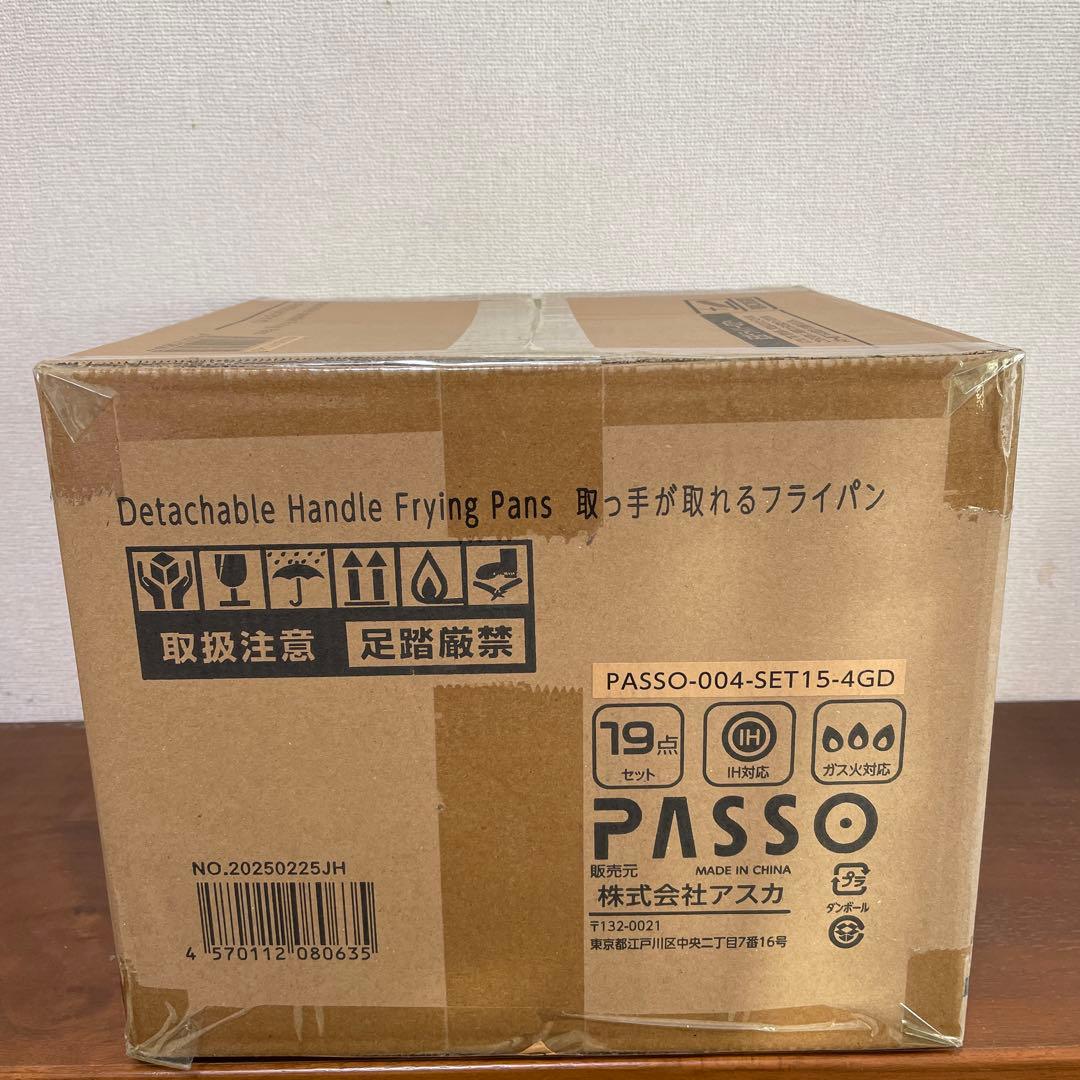 Detachable Handle Frying Pans 取っ手が取れるフライパン
取扱注意 足踏厳禁
PASSO-004-SET15-4GD
19点
セット
IH
IH対応
ガス火対応
PASSO
販売元 MADE IN CHINA
株式会社アスカ
〒132-0021
東京都江戸川区中央二丁目7番16号
プラ
ダンボール
NO.20250225JH
4 570112 080635